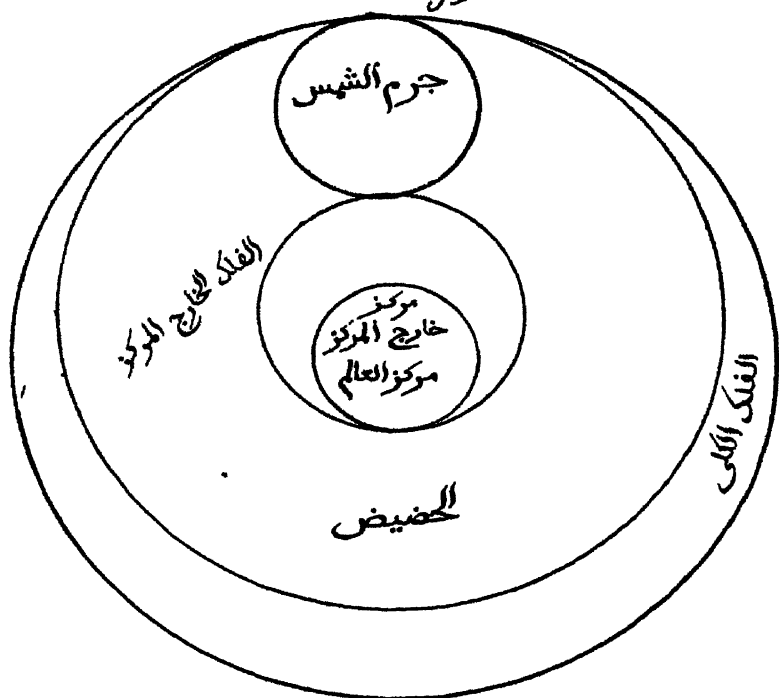 جرم الشمس
الفلك الخارج المركز
مركز
خارج المركز
مركز العالم
الفلك الكلى
الحضيض